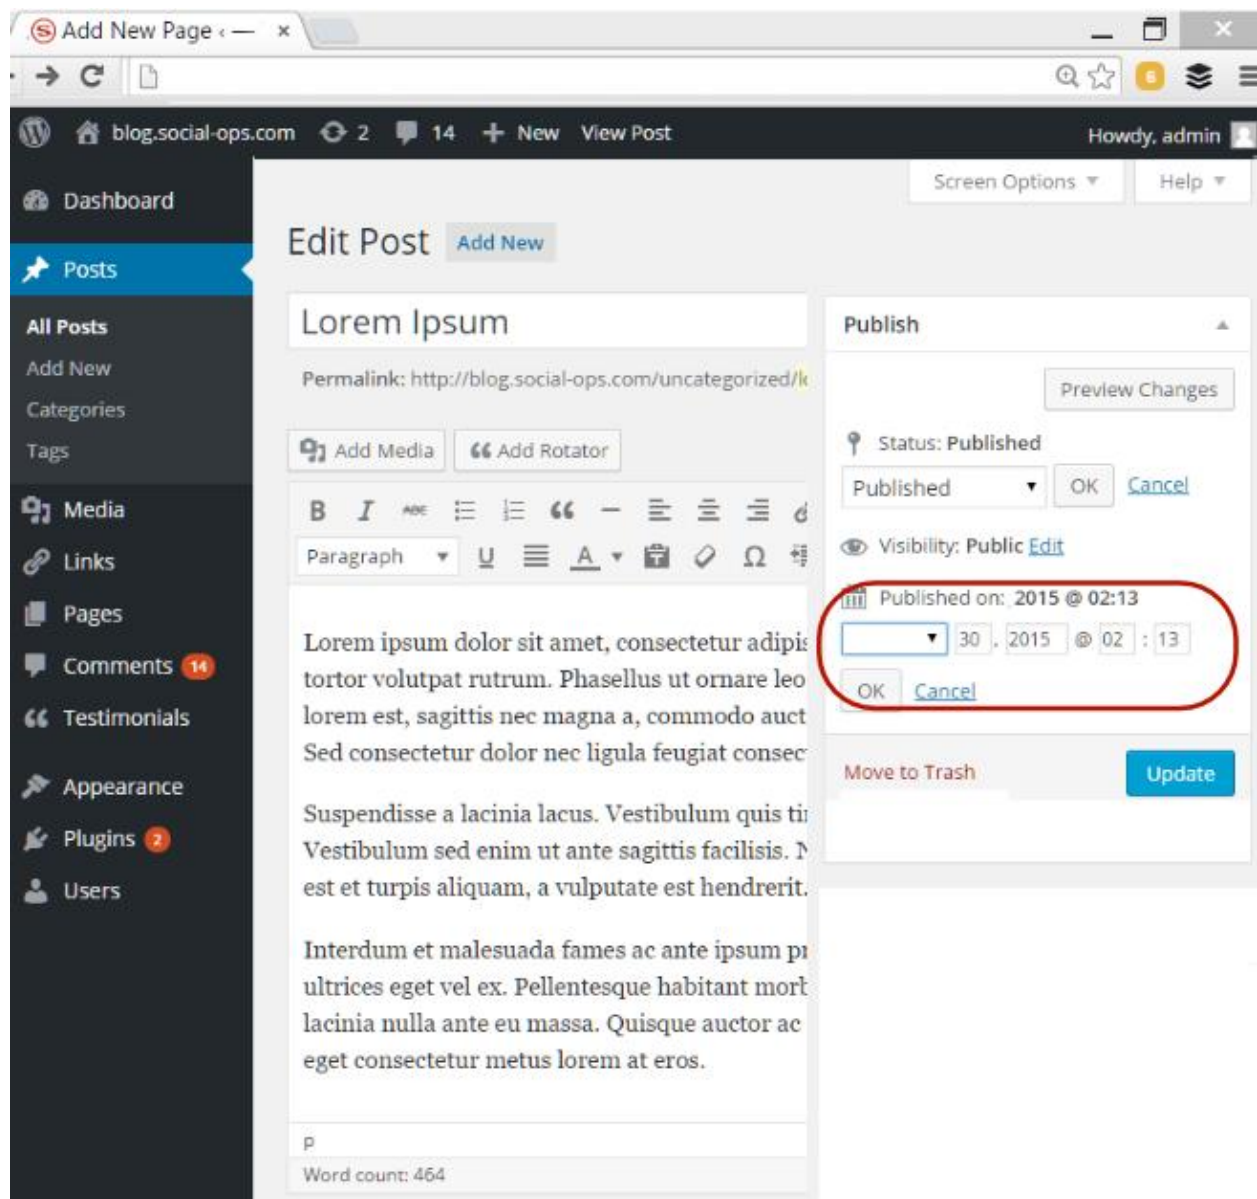 Add New Page ‹ —
6
blog.social-ops.com 2 14 + New View Post Howdy, admin
Screen Options Help
Dashboard
Posts
All Posts
Add New
Categories
Tags
Media
Links
Pages
Comments 14
Testimonials
Appearance
Plugins 2
Users
Edit Post Add New
Lorem Ipsum
Permalink: http://blog.social-ops.com/uncategorized/
Add Media Add Rotator
B I ABC
Paragraph U A Ω
Lorem ipsum dolor sit amet, consectetur adipis
tortor volutpat rutrum. Phasellus ut ornare leo
lorem est, sagittis nec magna a, commodo auct
Sed consectetur dolor nec ligula feugiat consec
Suspendisse a lacinia lacus. Vestibulum quis
Vestibulum sed enim ut ante sagittis facilisis.
est et turpis aliquam, a vulputate est hendrerit.
Interdum et malesuada fames ac ante ipsum
ultrices eget vel ex. Pellentesque habitant
lacinia nulla ante eu massa. Quisque auctor ac
eget consectetur metus lorem at eros.
p
Word count: 464
Publish
Preview Changes
Status: Published
Published OK Cancel
Visibility: Public Edit
Published on: 2015 @ 02:13
30 , 2015 @ 02 : 13
OK Cancel
Move to Trash Update